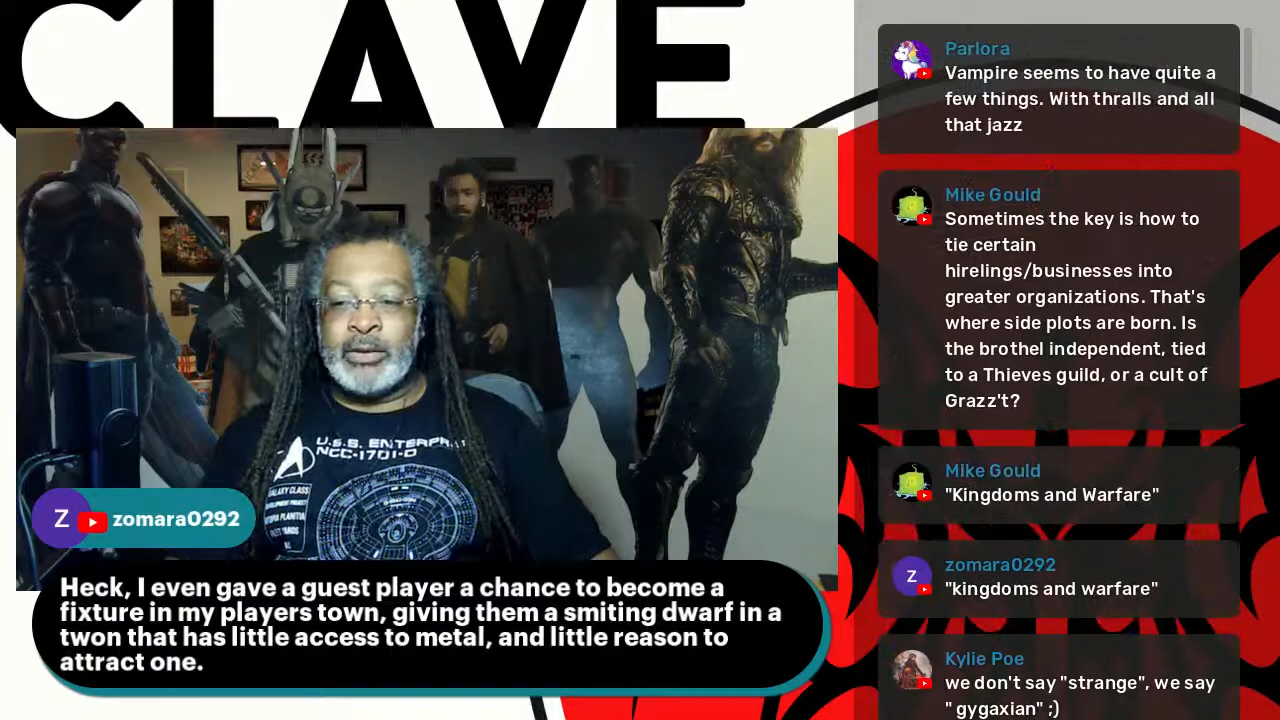 CLAVE
Parlora
Vampire seems to have quite a
few things. With thralls and all
that jazz
Mike Gould
Sometimes the key is how to
tie certain
hirelings/businesses into
greater organizations. That's
where side plots are born. Is
the brothel independent, tied
to a Thieves guild, or a cult of
Grazz't?
Mike Gould
"Kingdoms and Warfare"
Z zomara0292
"kingdoms and warfare"
Kylie Poe
we don't say "strange", we say
" gygaxian" ;)
U.S.S. ENTERPR
NCC-1701-D
GALAXY CLASS
Z zomara0292
Heck, I even gave a guest player a chance to become a
fixture in my players town, giving them a smiting dwarf in a
twon that has little access to metal, and little reason to
attract one.